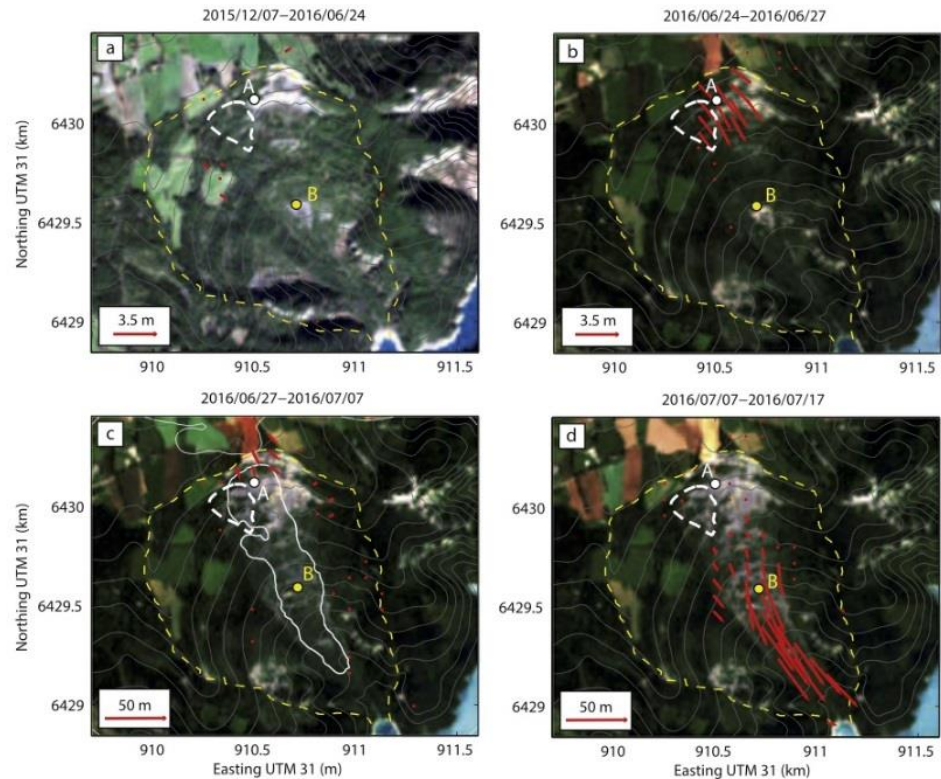 2015/12/07–2016/06/24
2016/06/24–2016/06/27
a
A
B
3.5 m
Northing UTM 31 (km)
6430
6429.5
6429
910
910.5
911
911.5
b
A
B
3.5 m
6430
6429.5
6429
910
910.5
911
911.5
2016/06/27–2016/07/07
2016/07/07–2016/07/17
c
A
B
50 m
Northing UTM 31 (km)
6430
6429.5
6429
910
910.5
911
911.5
Easting UTM 31 (m)
d
A
B
50 m
6430
6429.5
6429
910
910.5
911
911.5
Easting UTM 31 (km)